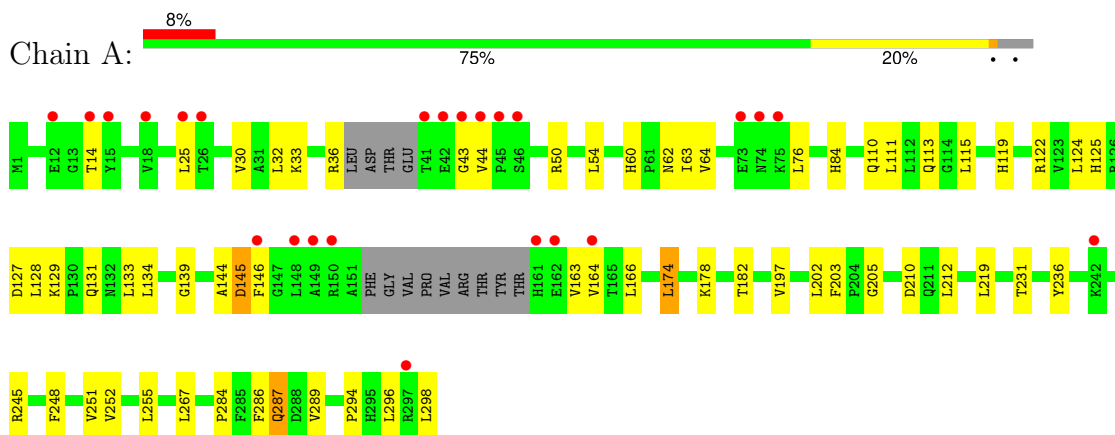 8%
Chain A:
75% 20% • •
M1 E12 G13 T14 Y15 V18 L25 T26 V30 A31 L32 K33 R36 LEU ASP THR GLU T41 E42 G43 V44 P45 S46 R50 L54 H60 P61 N62 I63 V64 E73 N74 K75 L76 H84 Q110 L111 L112 Q113 G114 L115 H119 R122 V123 L124 H125 R126
D127 L128 K129 P130 Q131 N132 L133 L134 G139 A144 D145 F146 G147 L148 A149 R150 A151 PHE GLY VAL PRO VAL ARG THR TYR THR H161 E162 V163 V164 T165 L166 L174 K178 T182 V197 L202 F203 P204 G205 D210 Q211 L212 L219 T231 Y236 K242
R245 F248 V251 V252 L255 L267 P284 F285 F286 Q287 D288 V289 P294 H295 L296 R297 L298